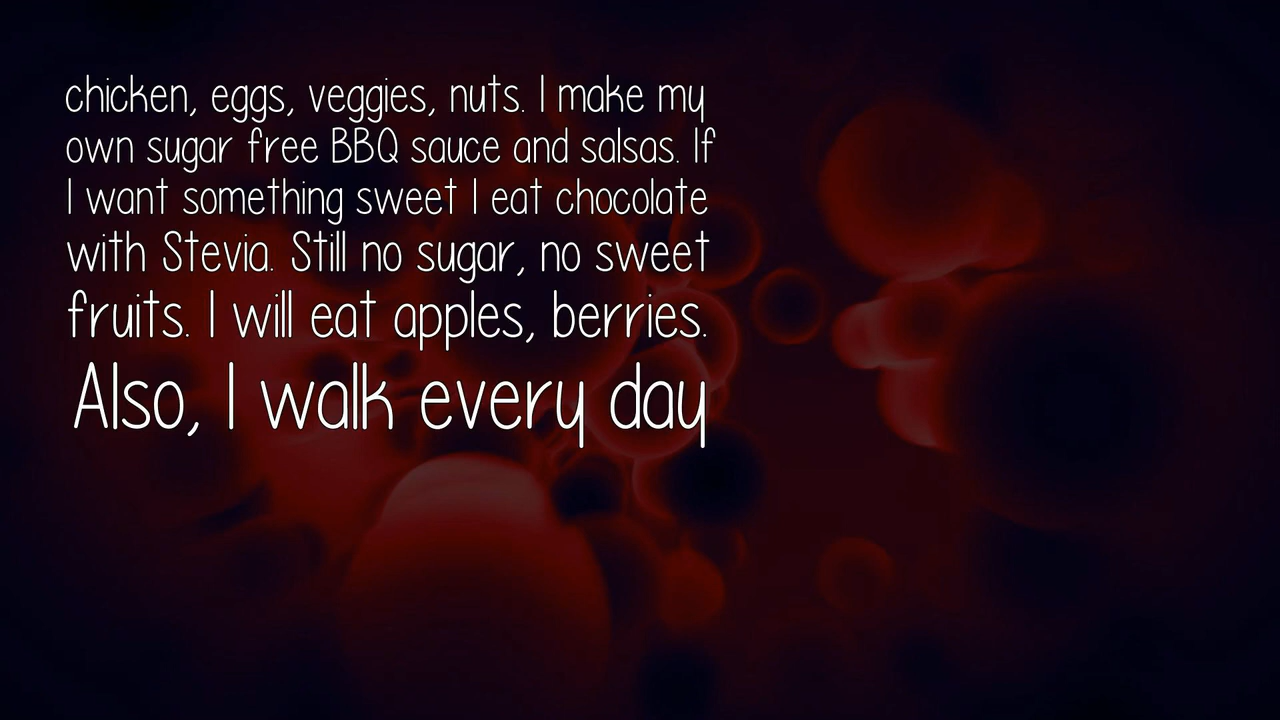 chicken, eggs, veggies, nuts. I make my
own sugar free BBQ sauce and salsas. If
I want something sweet I eat chocolate
with Stevia. Still no sugar, no sweet
fruits. I will eat apples, berries.
Also, I walk every day